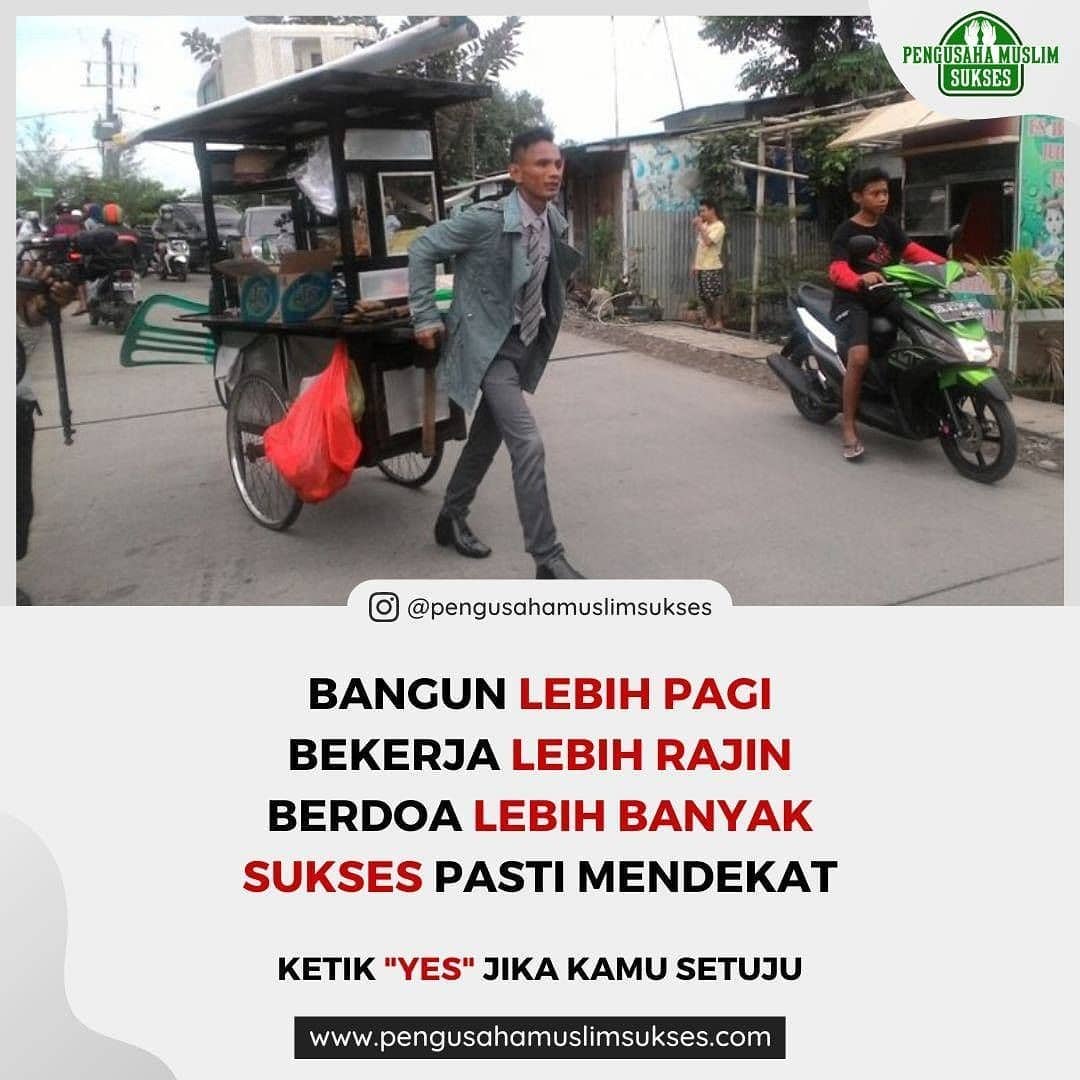 PENGUSAHA MUSLIM
SUKSES
@pengusahamuslimsukses
BANGUN LEBIH PAGI
BEKERJA LEBIH RAJIN
BERDOA LEBIH BANYAK
SUKSES PASTI MENDEKAT
KETIK "YES" JIKA KAMU SETUJU
www.pengusahamuslimsukses.com